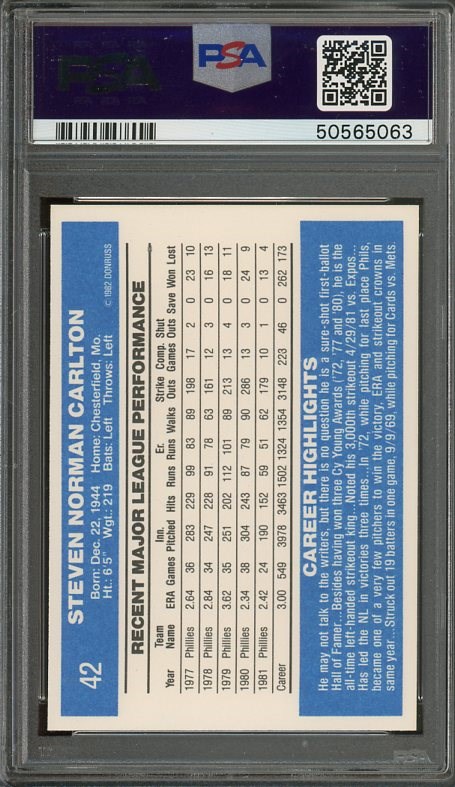 PSA
PSA
50565063
42
STEVEN NORMAN CARLTON
Born: Dec. 22, 1944 Home: Chesterfield, Mo.
Ht.: 6'5" Wgt.: 219 Bats: Left Throws: Left
© 1982 DONRUSS
RECENT MAJOR LEAGUE PERFORMANCE
Team Inn. Er. Strike Comp. Shut
Year Name ERA Games Pitched Hits Runs Runs Walks Outs Games Outs Save Won Lost
1977 Phillies 2.64 36 283 229 99 83 89 198 17 2 0 23 10
1978 Phillies 2.84 34 247 228 91 78 63 161 12 3 0 16 13
1979 Phillies 3.62 35 251 202 112 101 89 213 13 4 0 18 11
1980 Phillies 2.34 38 304 243 87 79 90 286 13 3 0 24 9
1981 Phillies 2.42 24 190 152 59 51 62 179 10 1 0 13 4
Career 3.00 549 3978 3463 1502 1324 1354 3148 223 46 0 262 173
CAREER HIGHLIGHTS
He may not talk to the writers, but there is no question he is a sure-shot first-ballot
Hall of Famer...Besides having won three Cy Young Awards ('72, '77 and '80), he is the
all-time left-handed strikeout king...Noted his 3,000th strikeout 4/29/81 vs. Expos...
Has led the NL in victories three times...In '72, while pitching for last place Phils,
became one of a very few pitchers to win the victory, ERA and strikeout crowns in
same year...Struck out 19 batters in one game, 9/9/69, while pitching for Cards vs. Mets.
PSA